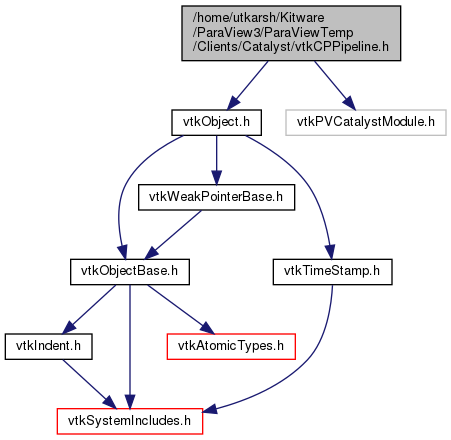 /home/utkarsh/Kitware
/ParaView3/ParaViewTemp
/Clients/Catalyst/vtkCPPipeline.h
vtkObject.h
vtkPVCatalystModule.h
vtkWeakPointerBase.h
vtkObjectBase.h
vtkTimeStamp.h
vtkIndent.h
vtkAtomicTypes.h
vtkSystemIncludes.h